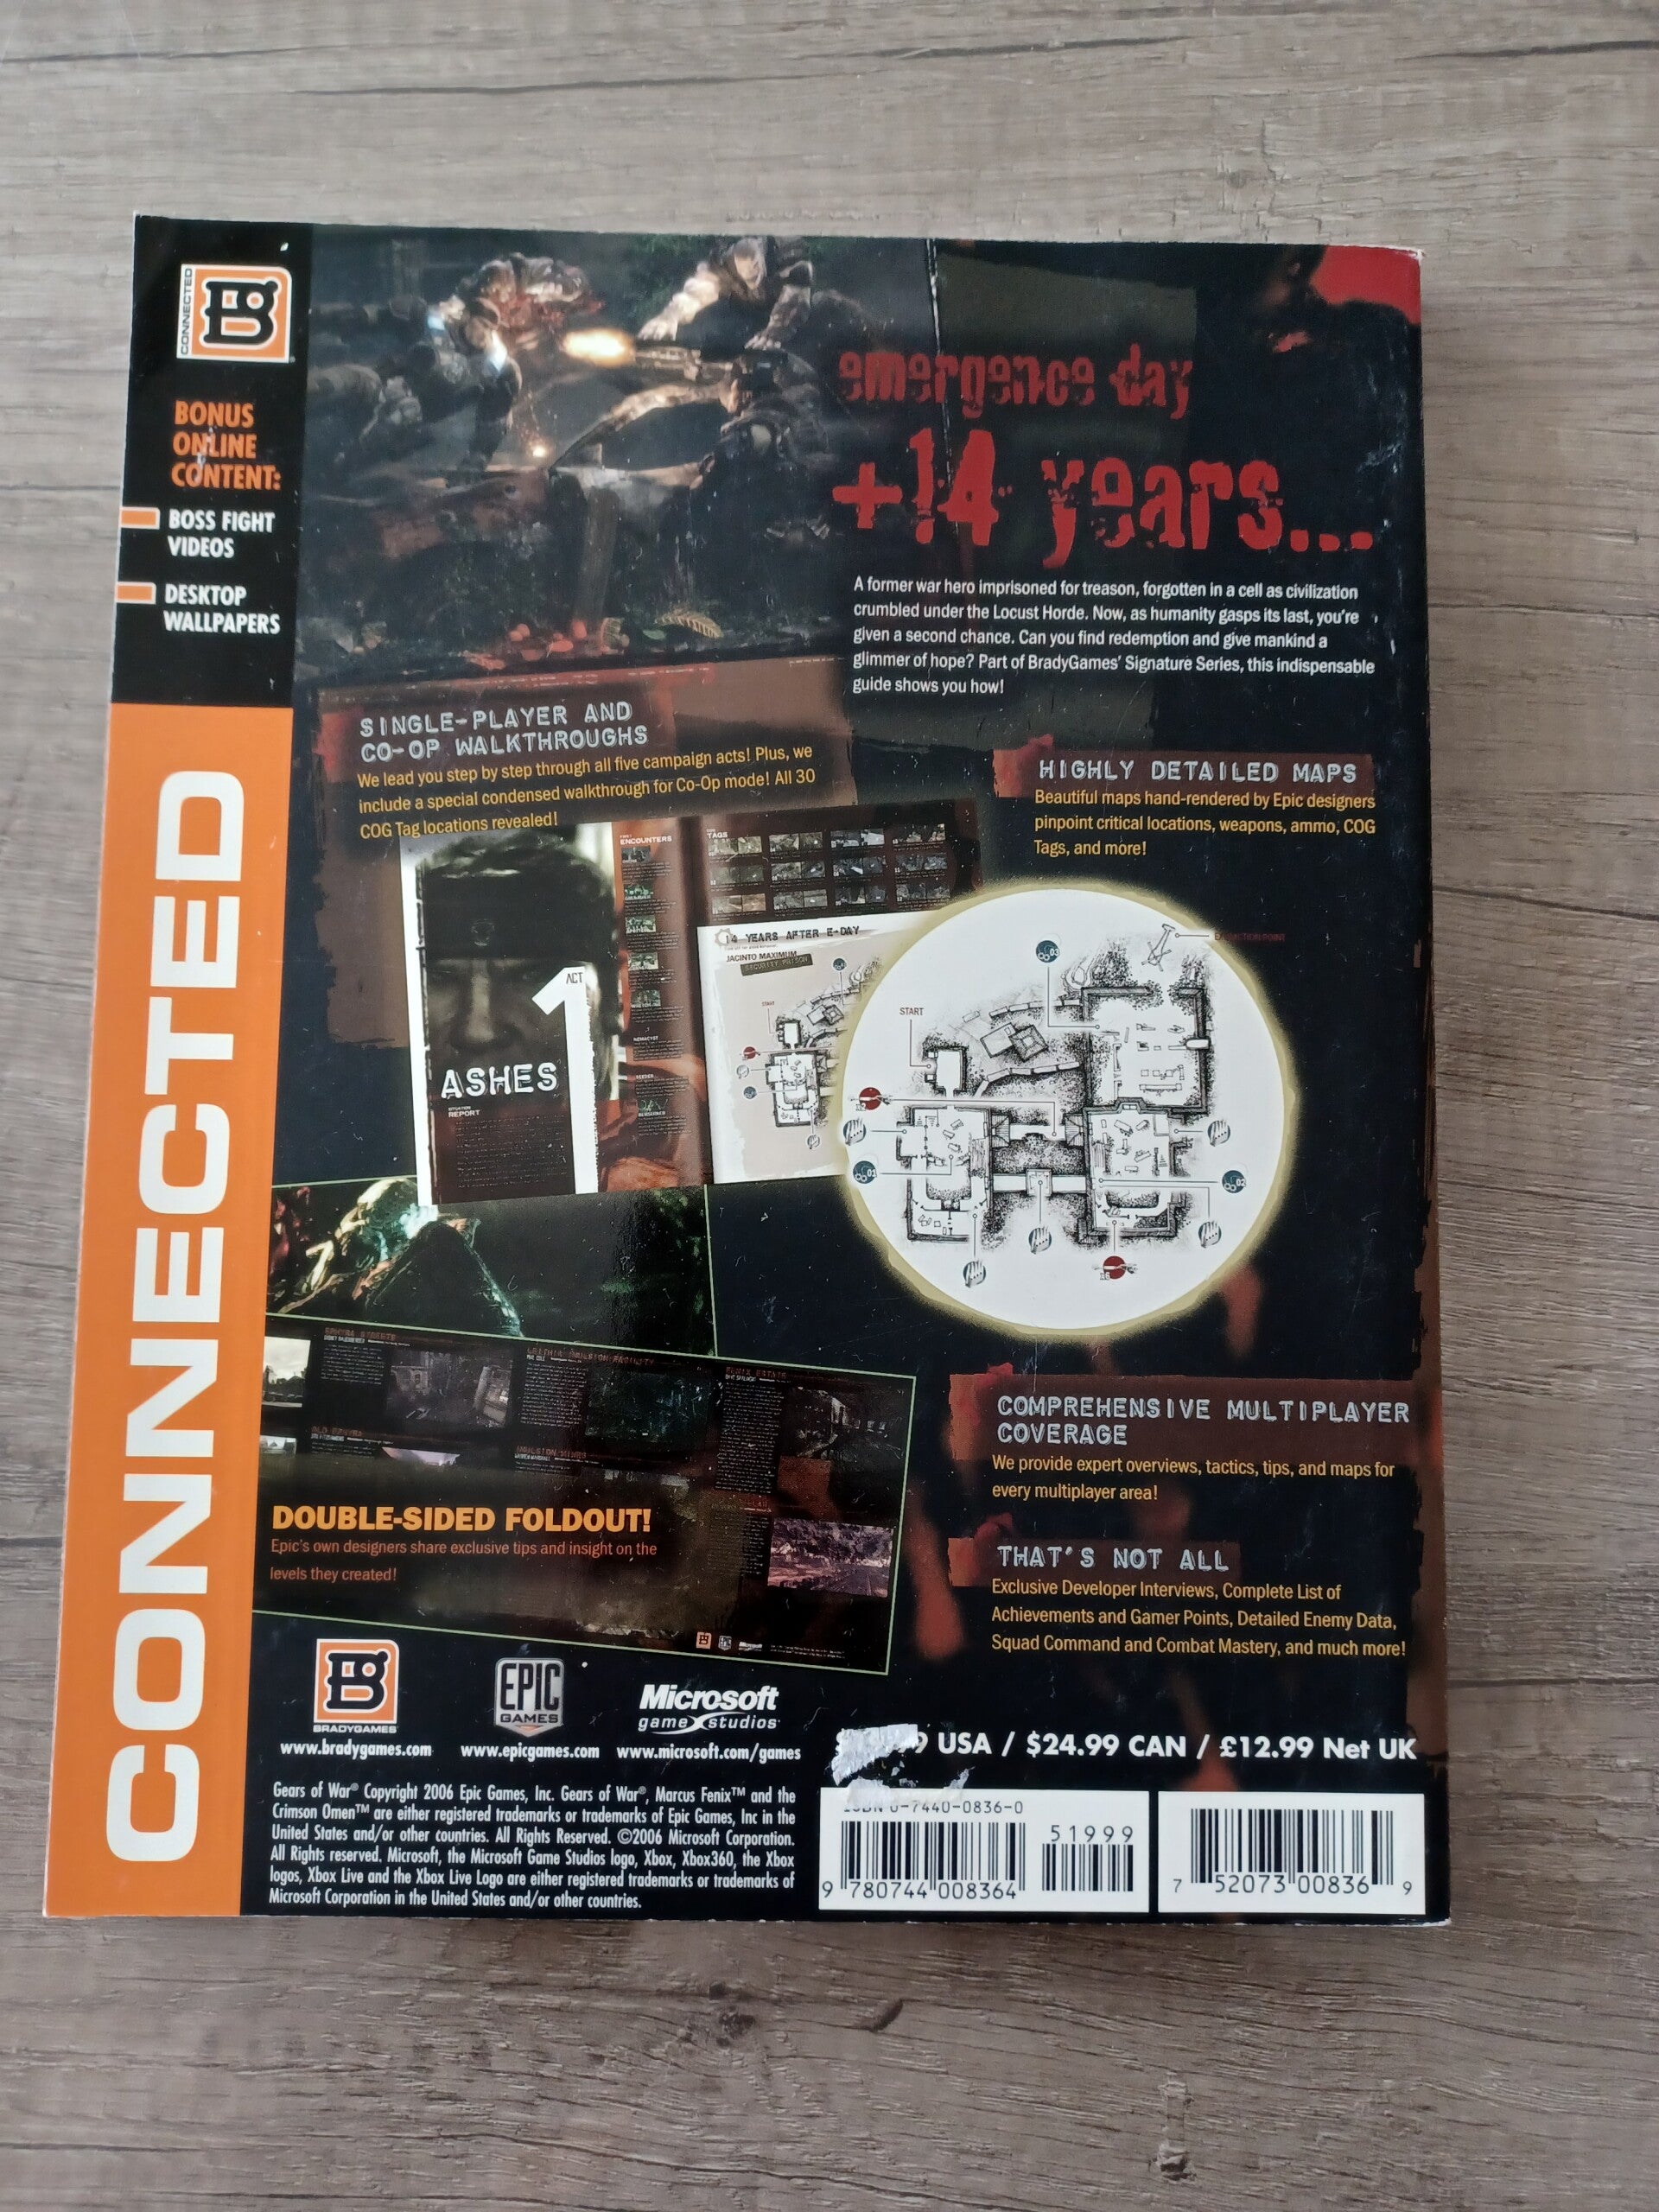 CONNECTED
B
BONUS
ONLINE
CONTENT:
BOSS FIGHT
VIDEOS
DESKTOP
WALLPAPERS
CONNECTED
emergence day
+14 years...
A former war hero imprisoned for treason, forgotten in a cell as civilization
crumbled under the Locust Horde. Now, as humanity gasps its last, you're
given a second chance. Can you find redemption and give mankind a
glimmer of hope? Part of BradyGames' Signature Series, this indispensable
guide shows you how!
SINGLE-PLAYER AND
CO-OP WALKTHROUGHS
We lead you step by step through all five campaign acts! Plus, we
include a special condensed walkthrough for Co-Op mode! All 30
COG Tag locations revealed!
HIGHLY DETAILED MAPS
Beautiful maps hand-rendered by Epic designers
pinpoint critical locations, weapons, ammo, COG
Tags, and more!
ACT
1
ASHES
SITUATION
REPORT
ENCOUNTERS
TAGS
14 YEARS AFTER E-DAY
JACINTO MAXIMUM
SECURITY PRISON
START
START
EXTRACTION POINT
03
01
02
COMPREHENSIVE MULTIPLAYER
COVERAGE
We provide expert overviews, tactics, tips, and maps for
every multiplayer area!
DOUBLE-SIDED FOLDOUT!
Epic's own designers share exclusive tips and insight on the
levels they created!
THAT'S NOT ALL
Exclusive Developer Interviews, Complete List of
Achievements and Gamer Points, Detailed Enemy Data,
Squad Command and Combat Mastery, and much more!
B
BRADYGAMES
www.bradygames.com
EPIC
GAMES
www.epicgames.com
Microsoft
game studios
www.microsoft.com/games
9 USA / $24.99 CAN / £12.99 Net UK
Gears of War® Copyright 2006 Epic Games, Inc. Gears of War®, Marcus Fenix™ and the
Crimson Omen™ are either registered trademarks or trademarks of Epic Games, Inc in the
United States and/or other countries. All Rights Reserved. ©2006 Microsoft Corporation.
All Rights reserved. Microsoft, the Microsoft Game Studios logo, Xbox, Xbox360, the Xbox
logos, Xbox Live and the Xbox Live Logo are either registered trademarks or trademarks of
Microsoft Corporation in the United States and/or other countries.
ISBN 0-7440-0836-0
51999
9 780744 008364
7 52073 00836 9